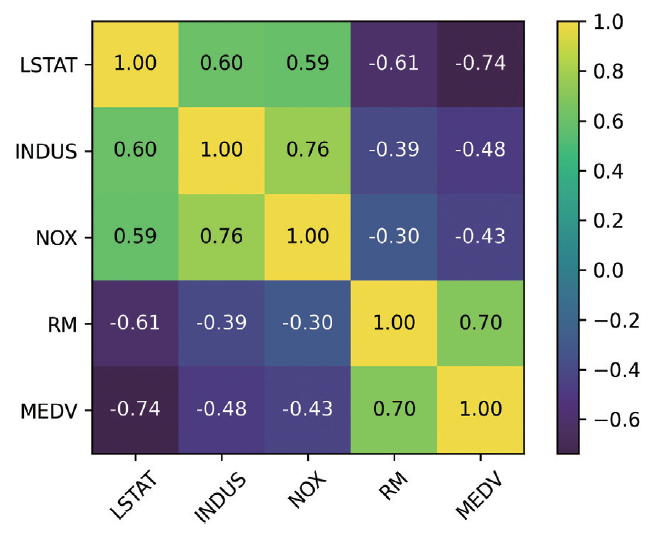 LSTAT 1.00 0.60 0.59 -0.61 -0.74
INDUS 0.60 1.00 0.76 -0.39 -0.48
NOX 0.59 0.76 1.00 -0.30 -0.43
RM -0.61 -0.39 -0.30 1.00 0.70
MEDV -0.74 -0.48 -0.43 0.70 1.00
LSTAT INDUS NOX RM MEDV
1.0
0.8
0.6
0.4
0.2
0.0
−0.2
−0.4
−0.6